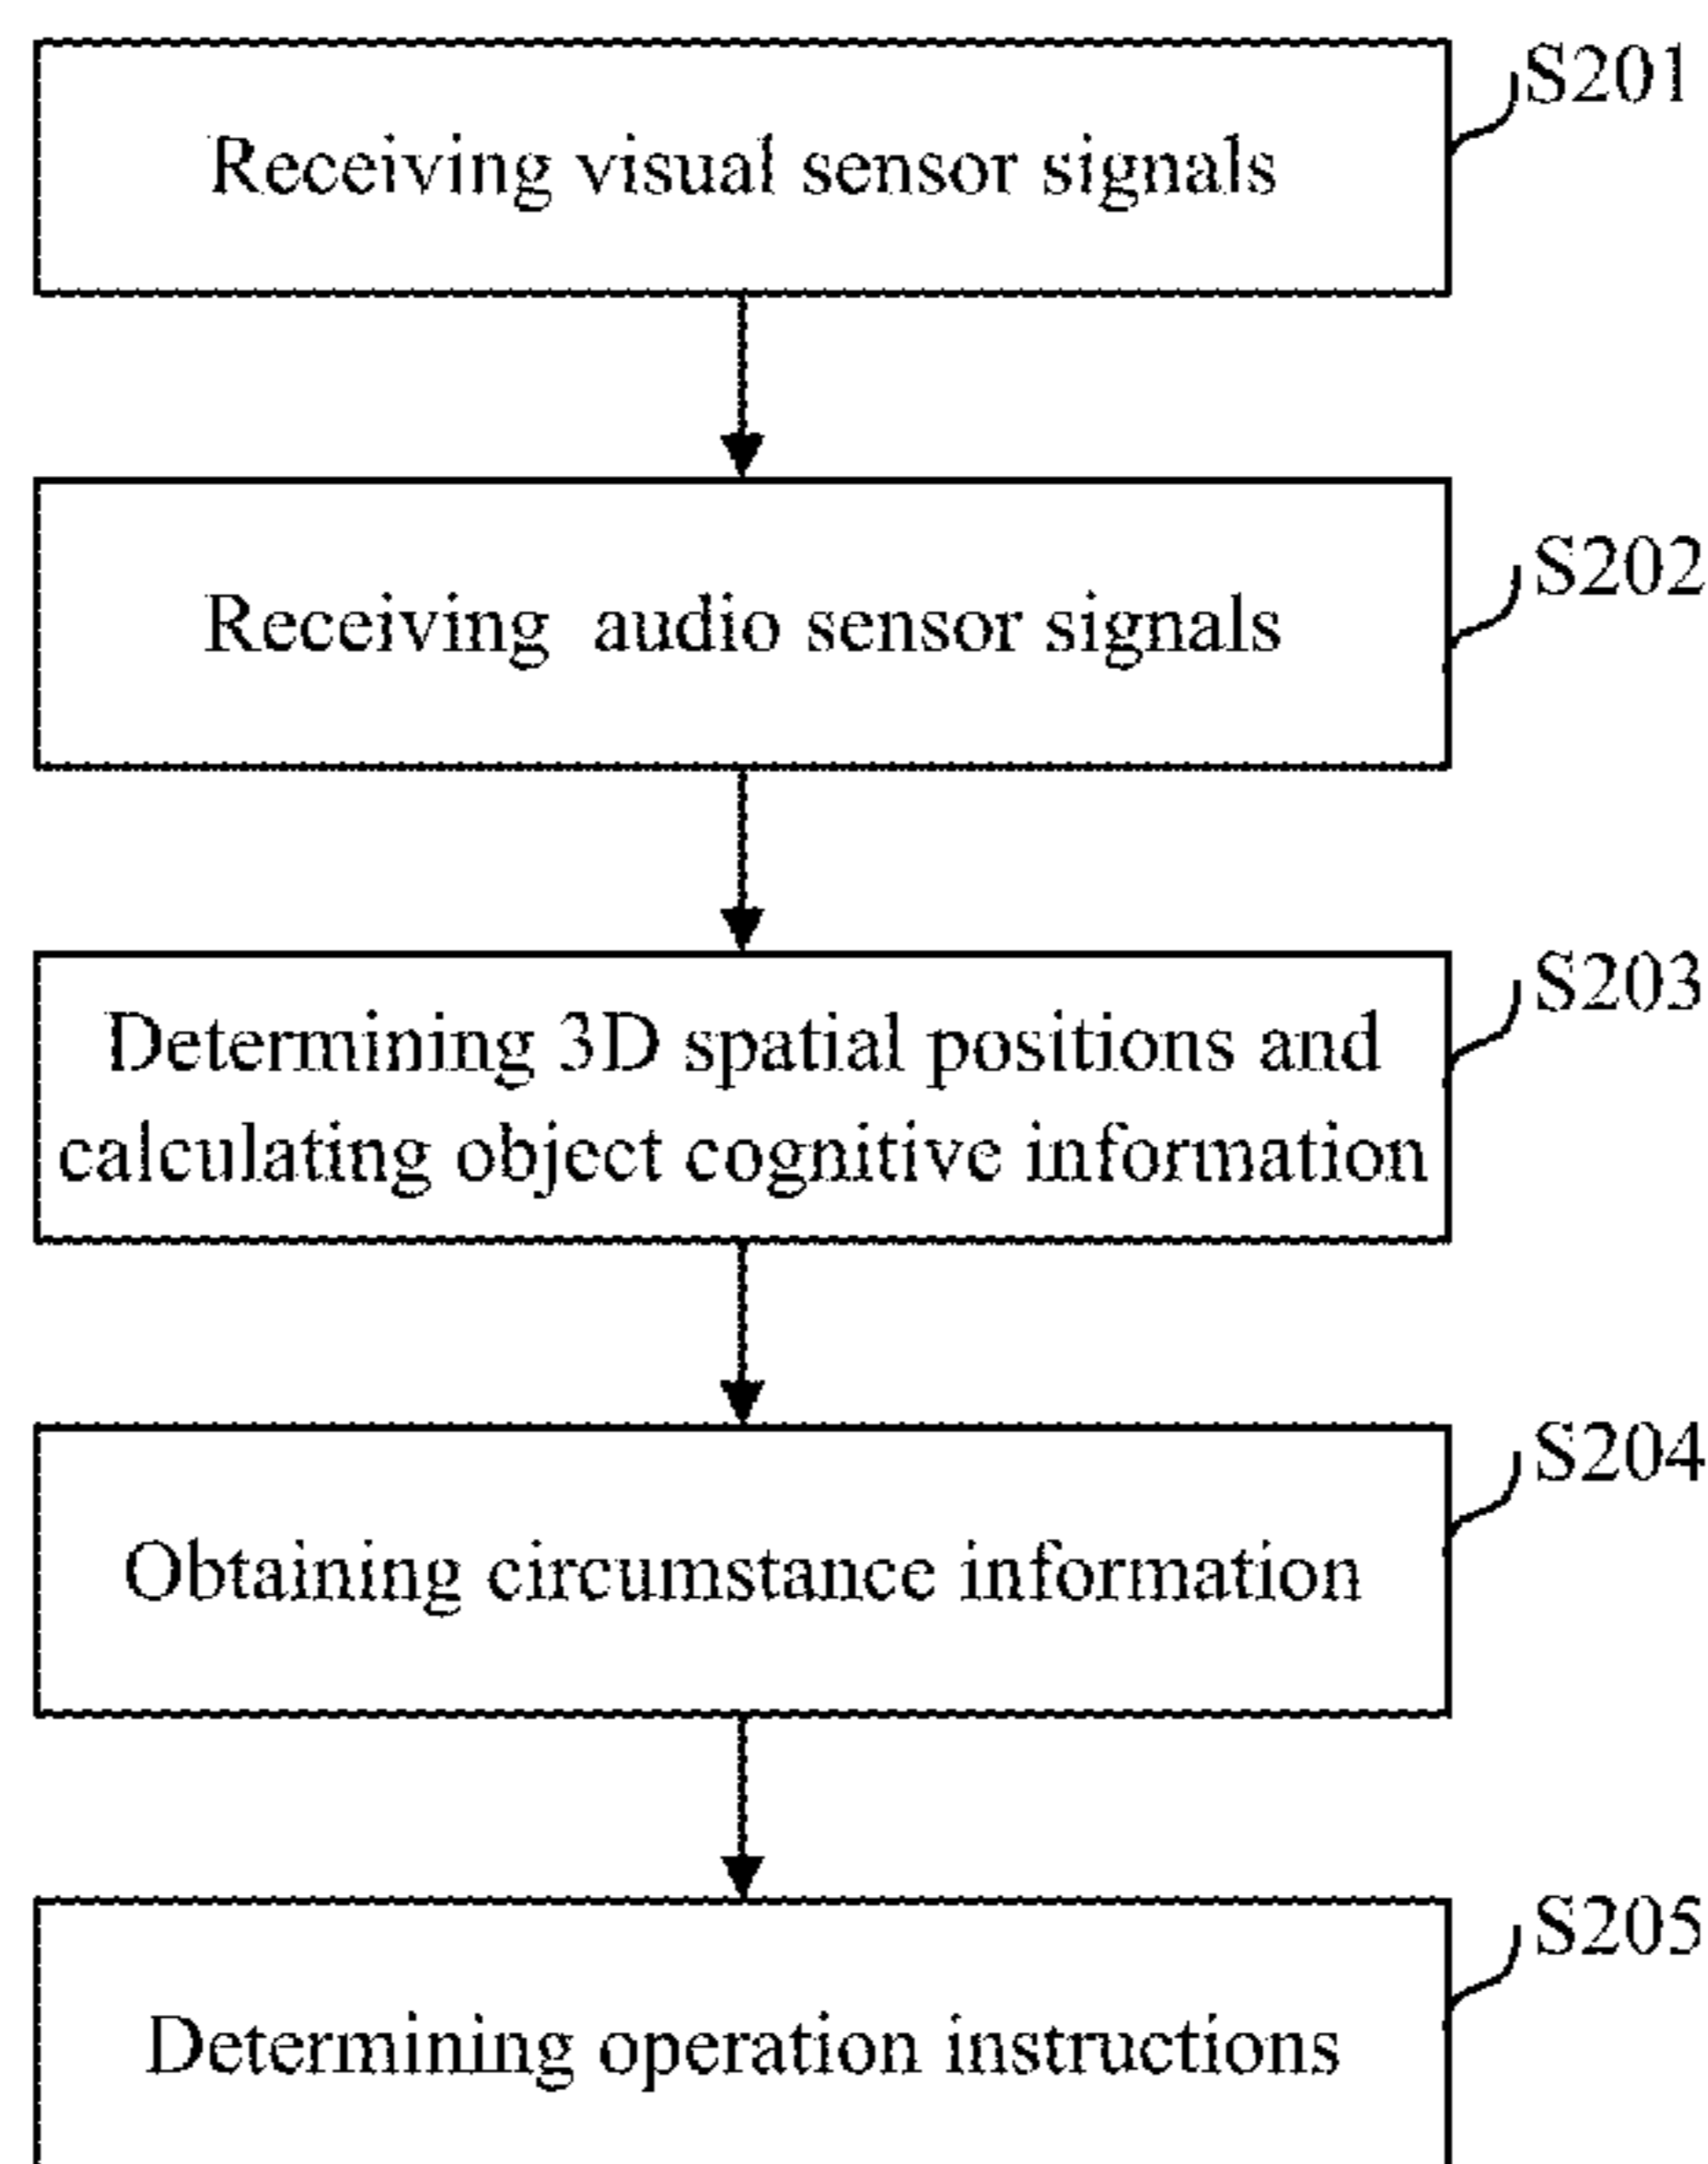 S201
Receiving visual sensor signals
S202
Receiving audio sensor signals
S203
Determining 3D spatial positions and
calculating object cognitive information
S204
Obtaining circumstance information
S205
Determining operation instructions